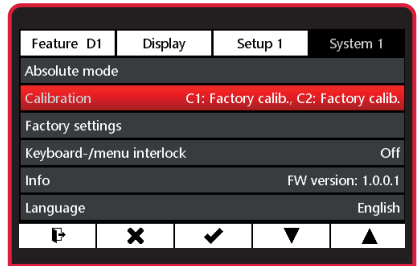 Feature D1 Display Setup 1 System 1
Absolute mode
Calibration C1: Factory calib., C2: Factory calib.
Factory settings
Keyboard-/menu interlock Off
Info FW version: 1.0.0.1
Language English